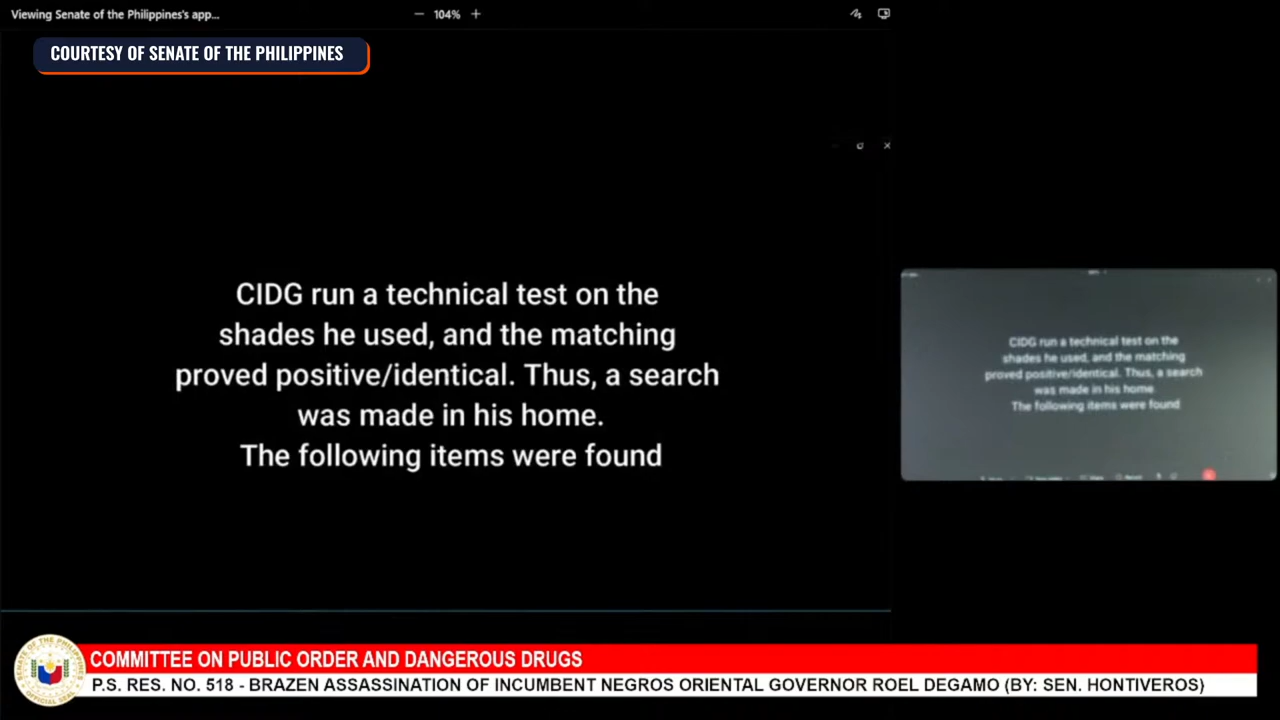 Viewing Senate of the Philippines's app...
104%
COURTESY OF SENATE OF THE PHILIPPINES
CIDG run a technical test on the
shades he used, and the matching
proved positive/identical. Thus, a search
was made in his home.
The following items were found
CIDG run a technical test on the
shades he used, and the matching
proved positive/identical. Thus, a search
was made in his home.
The following items were found
COMMITTEE ON PUBLIC ORDER AND DANGEROUS DRUGS
P.S. RES. NO. 518 - BRAZEN ASSASSINATION OF INCUMBENT NEGROS ORIENTAL GOVERNOR ROEL DEGAMO (BY: SEN. HONTIVEROS)